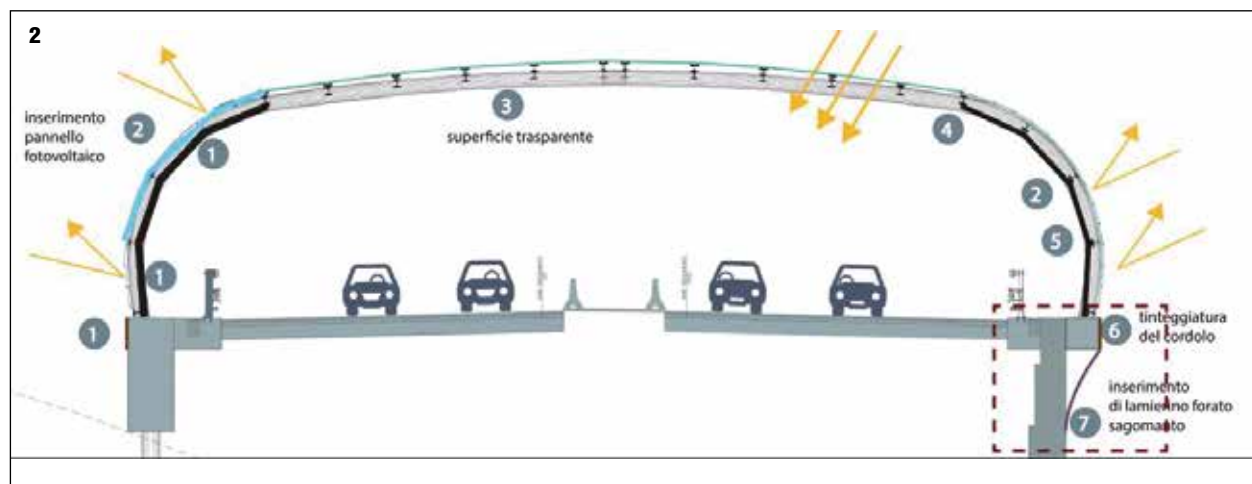 2
inserimento
pannello
fotovoltaico
2
1
3
superficie trasparente
4
2
5
1
1
6
tinteggiatura
del cordolo
inserimento
di lamierino forato
sagomanto
7